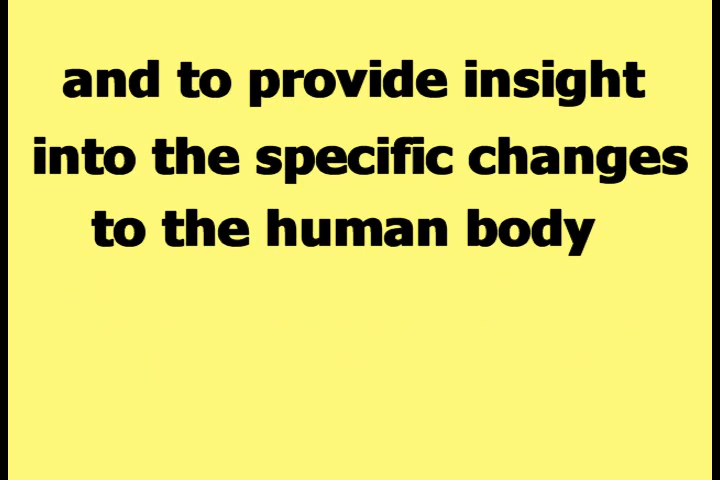 and to provide insight
into the specific changes
to the human body